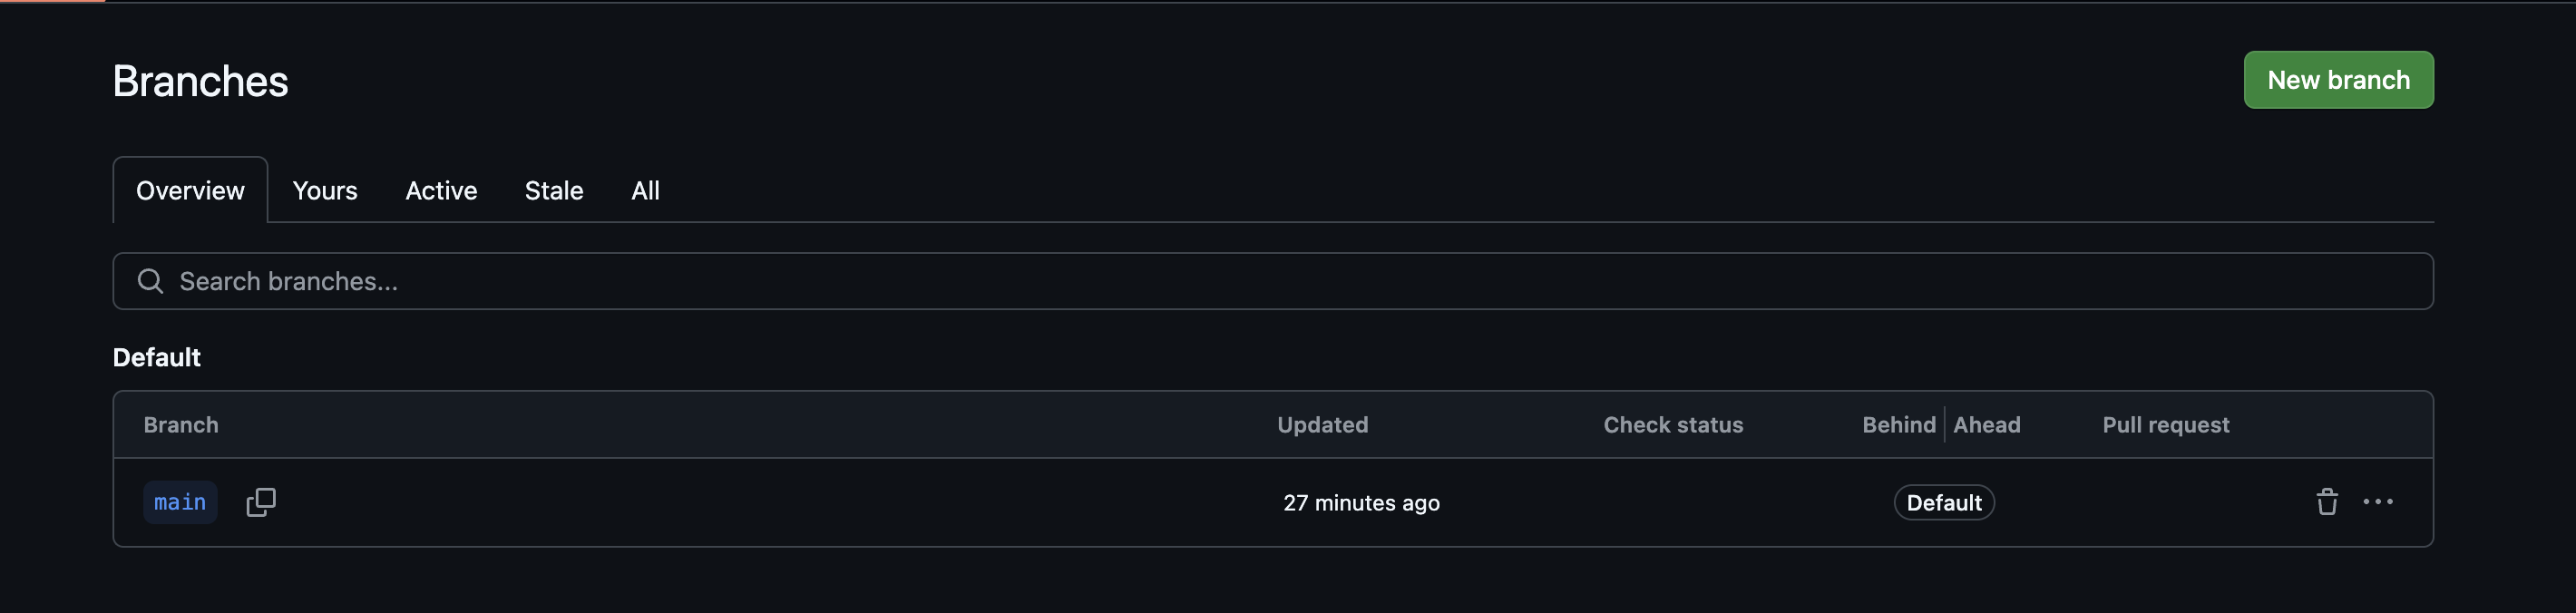 Branches
New branch
Overview Yours Active Stale All
Search branches...
Default
Branch Updated Check status Behind Ahead Pull request
main 27 minutes ago Default